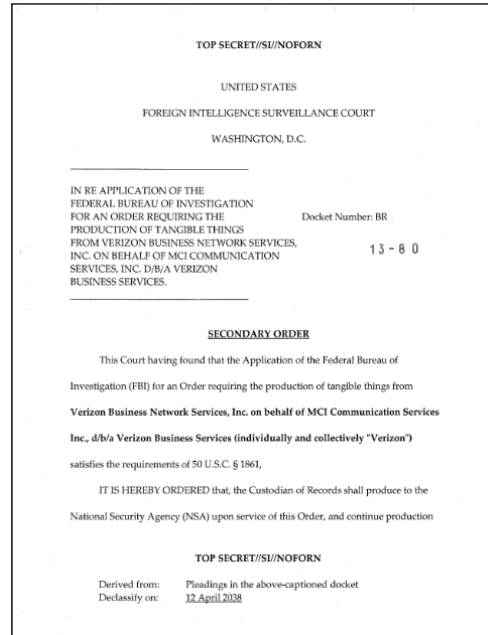 TOP SECRET//SI//NOFORN
UNITED STATES
FOREIGN INTELLIGENCE SURVEILLANCE COURT
WASHINGTON, D.C.
IN RE APPLICATION OF THE
FEDERAL BUREAU OF INVESTIGATION
FOR AN ORDER REQUIRING THE
PRODUCTION OF TANGIBLE THINGS
FROM VERIZON BUSINESS NETWORK SERVICES,
INC. ON BEHALF OF MCI COMMUNICATION
SERVICES, INC. D/B/A VERIZON
BUSINESS SERVICES.
Docket Number: BR
13 - 80
SECONDARY ORDER
This Court having found that the Application of the Federal Bureau of
Investigation (FBI) for an Order requiring the production of tangible things from
Verizon Business Network Services, Inc. on behalf of MCI Communication Services
Inc., d/b/a Verizon Business Services (individually and collectively "Verizon")
satisfies the requirements of 50 U.S.C. § 1861,
IT IS HEREBY ORDERED that, the Custodian of Records shall produce to the
National Security Agency (NSA) upon service of this Order, and continue production
TOP SECRET//SI//NOFORN
Derived from: Pleadings in the above-captioned docket
Declassify on: 12 April 2038